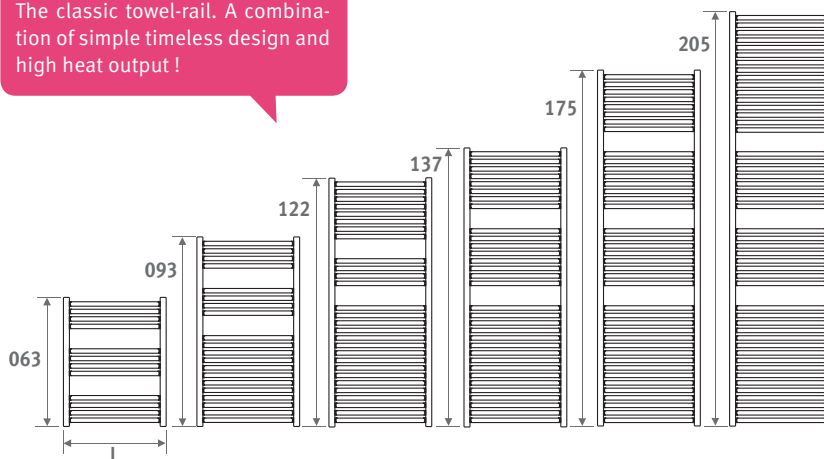 The classic towel-rail. A combina-
tion of simple timeless design and
high heat output !
205
175
137
122
093
063